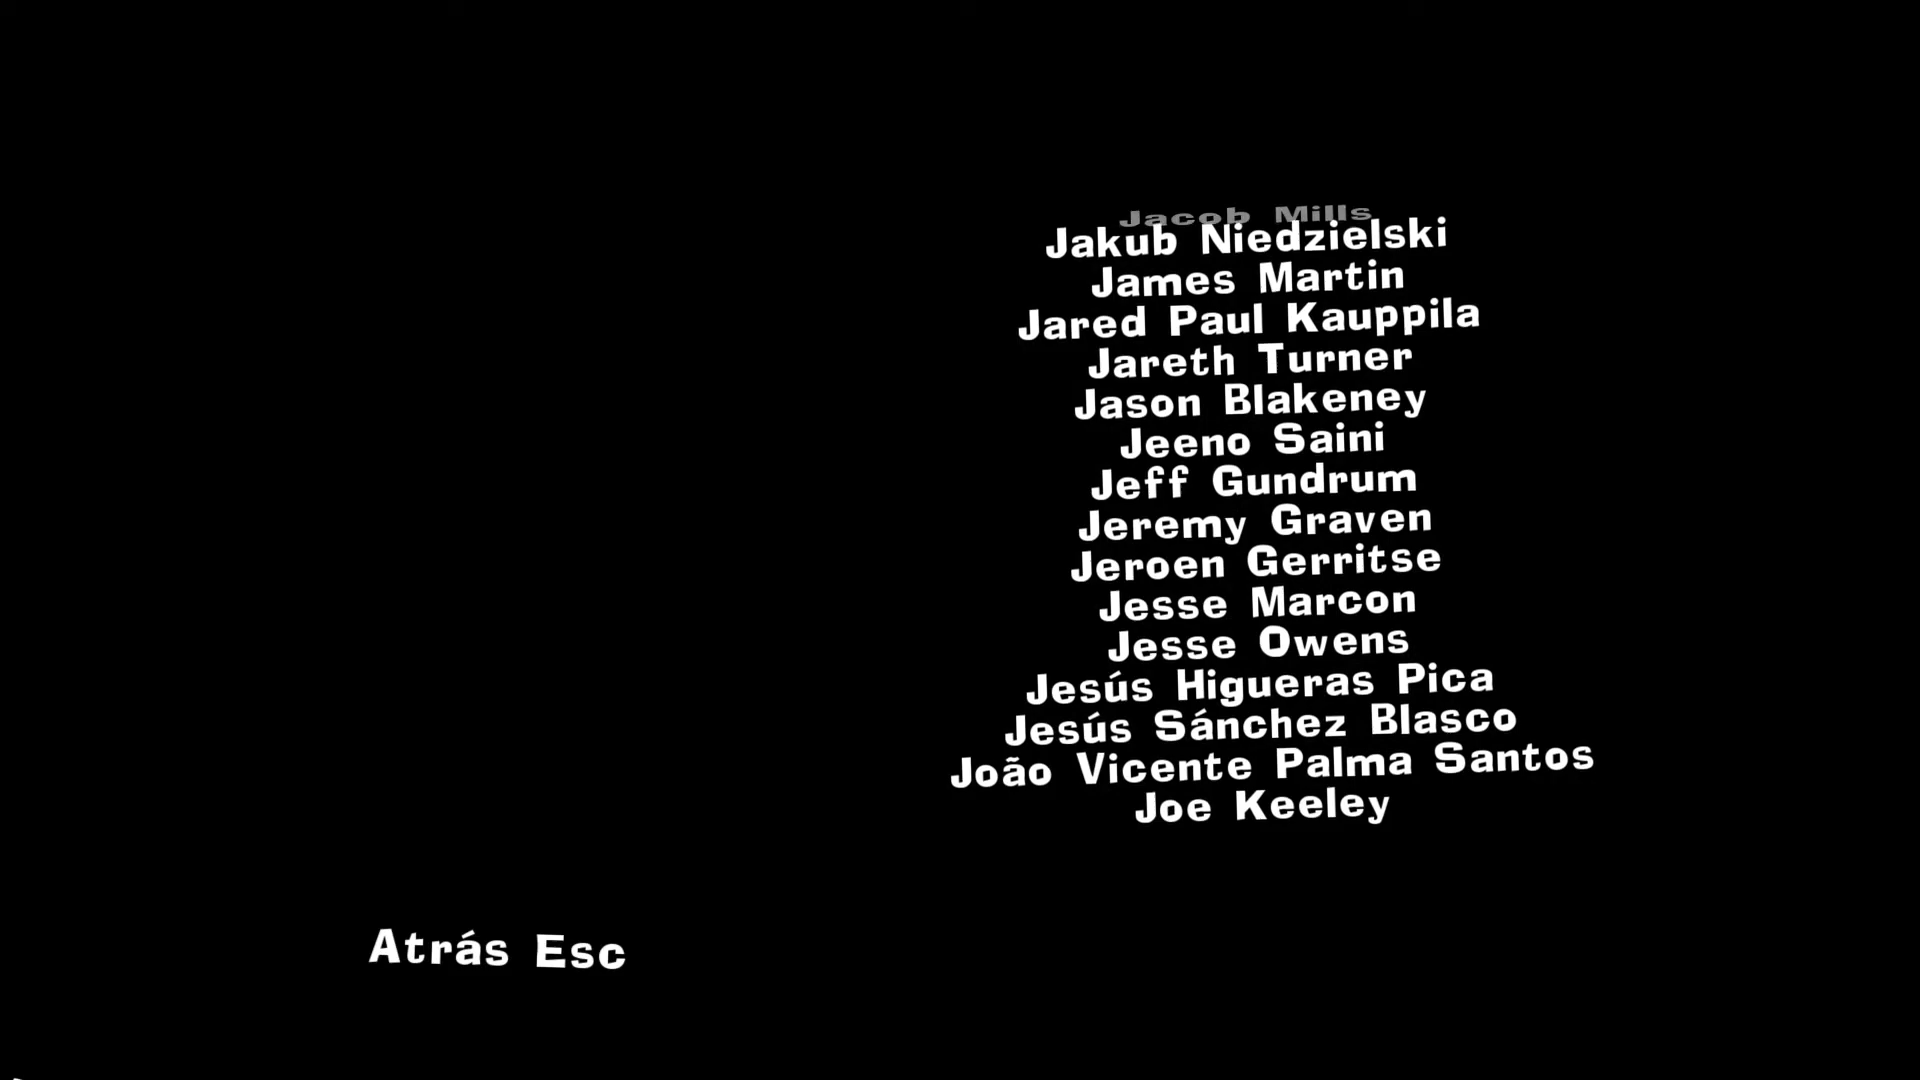 Jacob Mills
Jakub Niedzielski
James Martin
Jared Paul Kauppila
Jareth Turner
Jason Blakeney
Jeeno Saini
Jeff Gundrum
Jeremy Graven
Jeroen Gerritse
Jesse Marcon
Jesse Owens
Jesús Higueras Pica
Jesús Sánchez Blasco
João Vicente Palma Santos
Joe Keeley
Atrás Esc